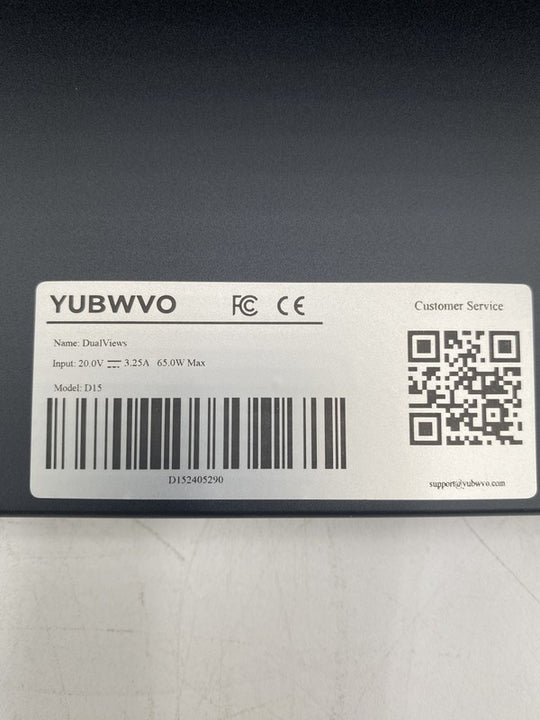 YUBWVO
FC CE
Customer Service
Name: DualViews
Input: 20.0V ⎓ 3.25A 65.0W Max
Model: D15
D152405290
support@yubwvo.com